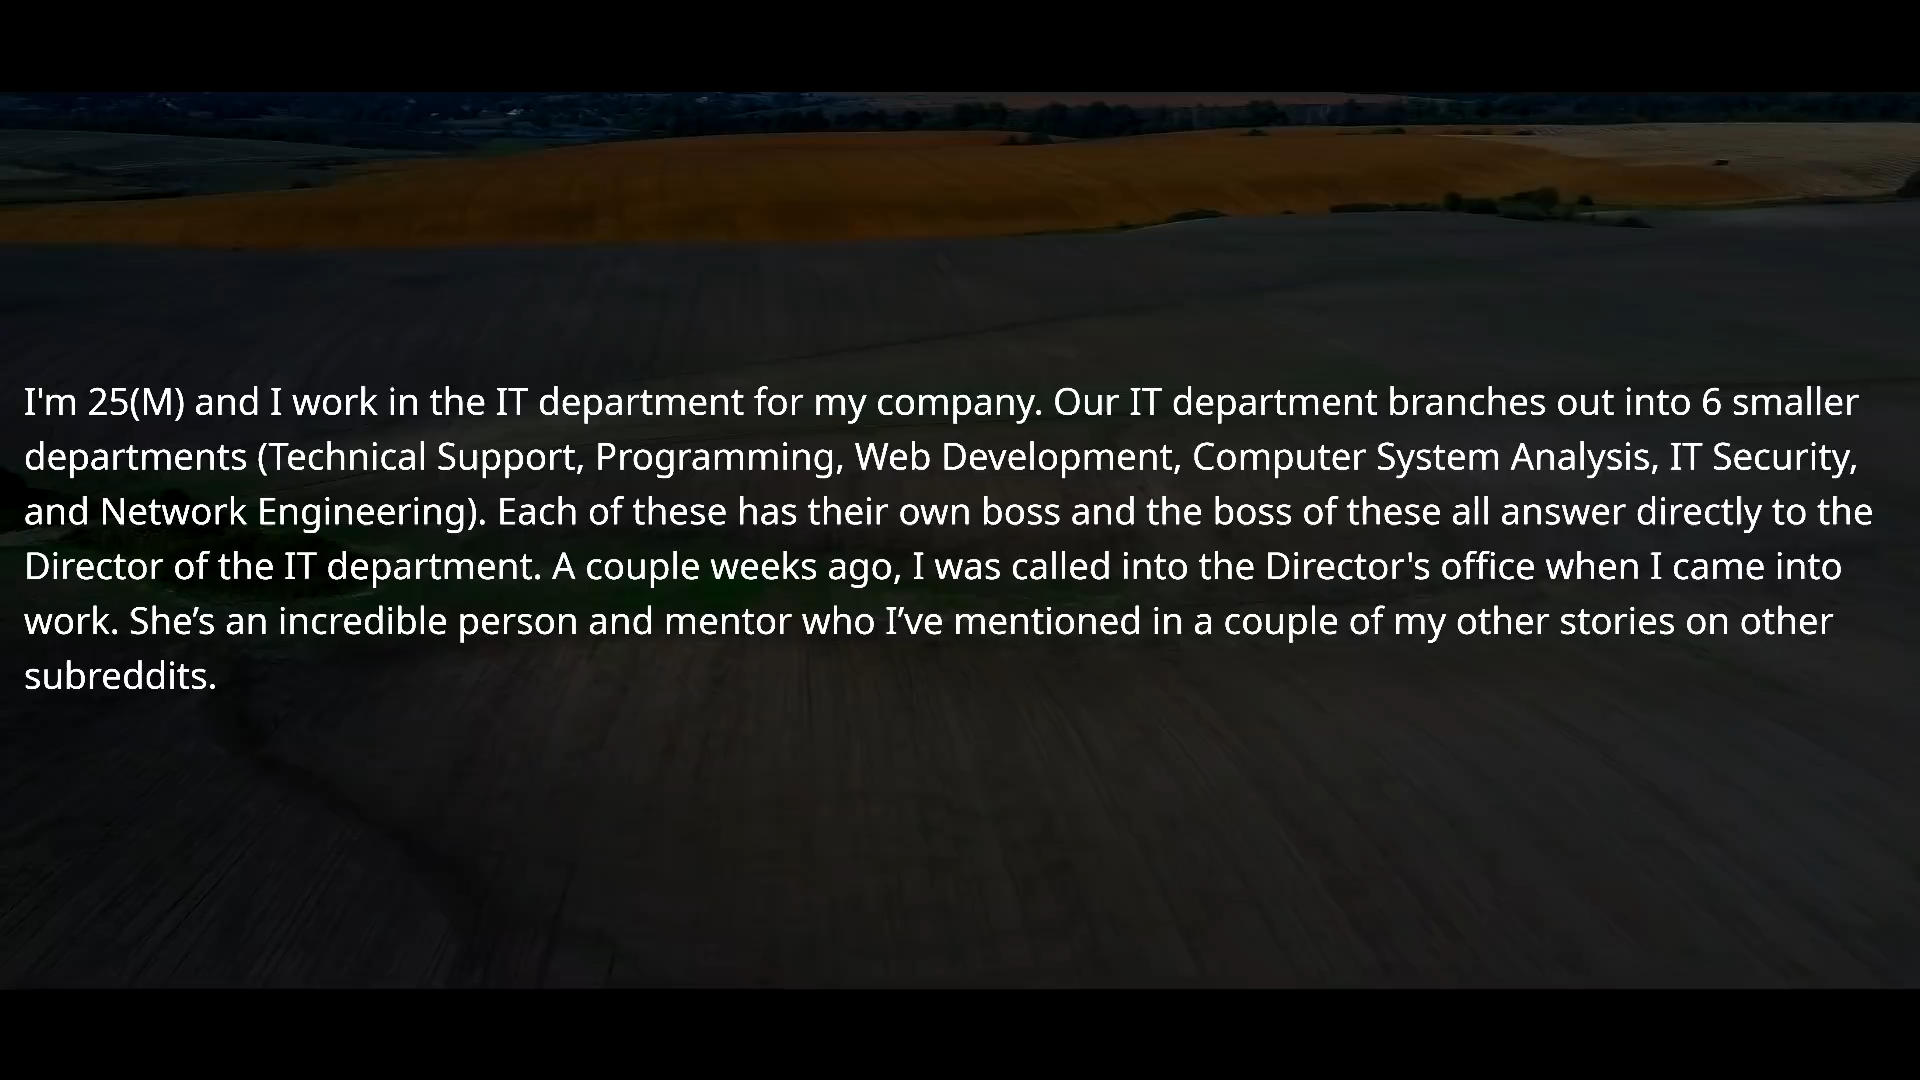 I'm 25(M) and I work in the IT department for my company. Our IT department branches out into 6 smaller
departments (Technical Support, Programming, Web Development, Computer System Analysis, IT Security,
and Network Engineering). Each of these has their own boss and the boss of these all answer directly to the
Director of the IT department. A couple weeks ago, I was called into the Director's office when I came into
work. She’s an incredible person and mentor who I’ve mentioned in a couple of my other stories on other
subreddits.